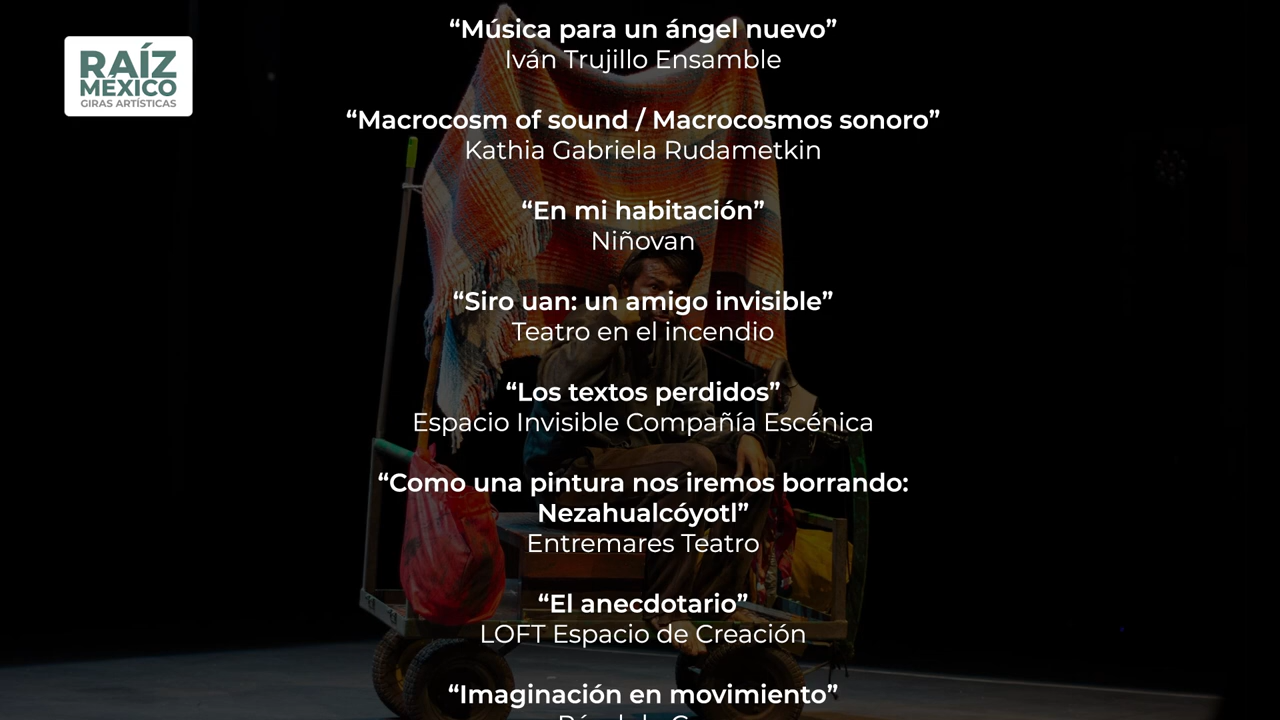 RAÍZ
MÉXICO
GIRAS ARTÍSTICAS
“Música para un ángel nuevo”
Iván Trujillo Ensamble
“Macrocosm of sound / Macrocosmos sonoro”
Kathia Gabriela Rudametkin
“En mi habitación”
Niñovan
“Siro uan: un amigo invisible”
Teatro en el incendio
“Los textos perdidos”
Espacio Invisible Compañía Escénica
“Como una pintura nos iremos borrando:
Nezahualcóyotl”
Entremares Teatro
“El anecdotario”
LOFT Espacio de Creación
“Imaginación en movimiento”